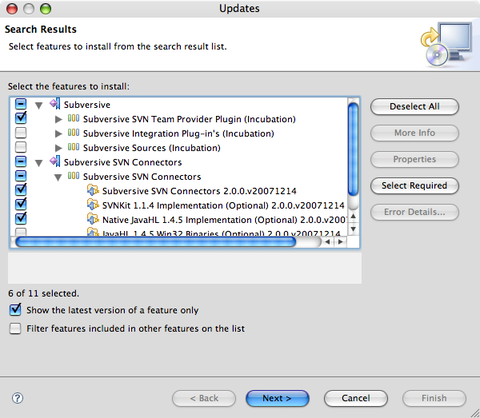 Updates
Search Results
Select features to install from the search result list.
Select the features to install:
Subversive
Subversive SVN Team Provider Plugin (Incubation)
Subversive Integration Plug-in's (Incubation)
Subversive Sources (Incubation)
Subversive SVN Connectors
Subversive SVN Connectors
Subversive SVN Connectors 2.0.0.v20071214
SVNKit 1.1.4 Implementation (Optional) 2.0.0.v20071214
Native JavaHL 1.4.5 Implementation (Optional) 2.0.0.v2007
JavaHL 1.4.5 Win32 Binaries (Optional) 2.0.0.v20071214
Deselect All
More Info
Properties
Select Required
Error Details...
6 of 11 selected.
Show the latest version of a feature only
Filter features included in other features on the list
?
< Back
Next >
Cancel
Finish